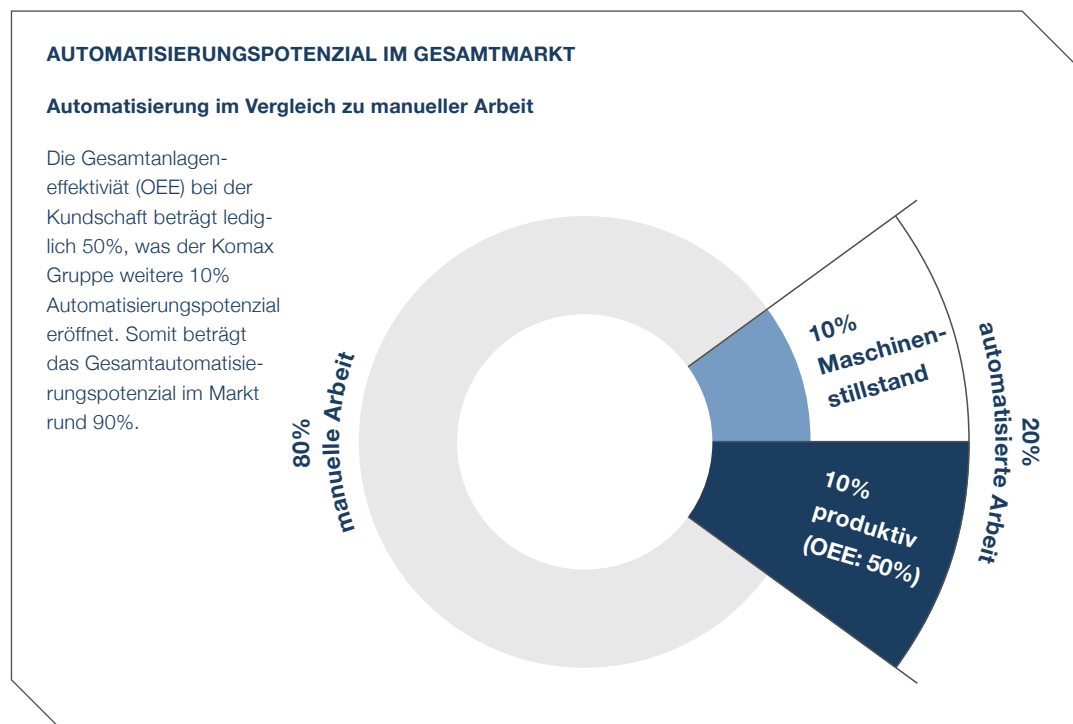 AUTOMATISIERUNGSPOTENZIAL IM GESAMTMARKT
Automatisierung im Vergleich zu manueller Arbeit
Die Gesamtanlagen-
effektiviät (OEE) bei der
Kundschaft beträgt ledig-
lich 50%, was der Komax
Gruppe weitere 10%
Automatisierungspotenzial
eröffnet. Somit beträgt
das Gesamtautomatisie-
rungspotenzial im Markt
rund 90%.
80%
manuelle Arbeit
10%
Maschinen-
stillstand
10%
produktiv
(OEE: 50%)
20%
automatisierte Arbeit